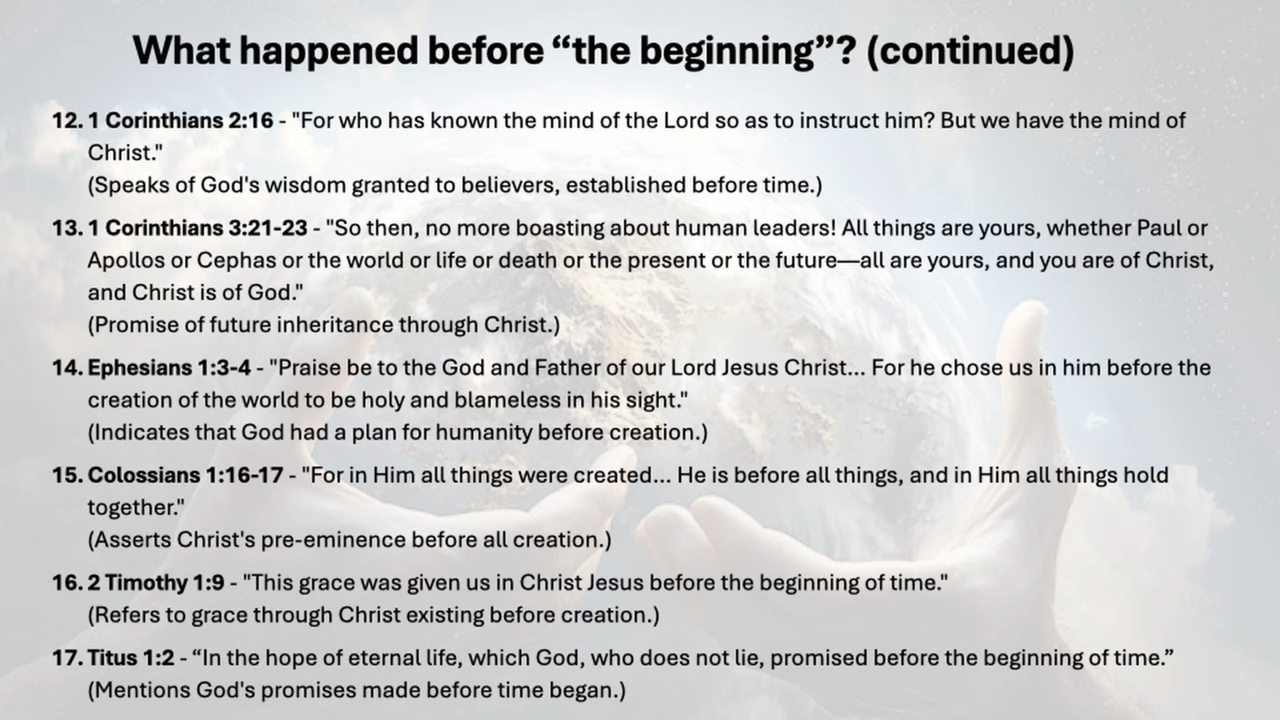 What happened before “the beginning”? (continued)
12. 1 Corinthians 2:16 - "For who has known the mind of the Lord so as to instruct him? But we have the mind of
Christ."
(Speaks of God's wisdom granted to believers, established before time.)
13. 1 Corinthians 3:21-23 - "So then, no more boasting about human leaders! All things are yours, whether Paul or
Apollos or Cephas or the world or life or death or the present or the future—all are yours, and you are of Christ,
and Christ is of God."
(Promise of future inheritance through Christ.)
14. Ephesians 1:3-4 - "Praise be to the God and Father of our Lord Jesus Christ... For he chose us in him before the
creation of the world to be holy and blameless in his sight."
(Indicates that God had a plan for humanity before creation.)
15. Colossians 1:16-17 - "For in Him all things were created... He is before all things, and in Him all things hold
together."
(Asserts Christ's pre-eminence before all creation.)
16. 2 Timothy 1:9 - "This grace was given us in Christ Jesus before the beginning of time."
(Refers to grace through Christ existing before creation.)
17. Titus 1:2 - “In the hope of eternal life, which God, who does not lie, promised before the beginning of time.”
(Mentions God's promises made before time began.)